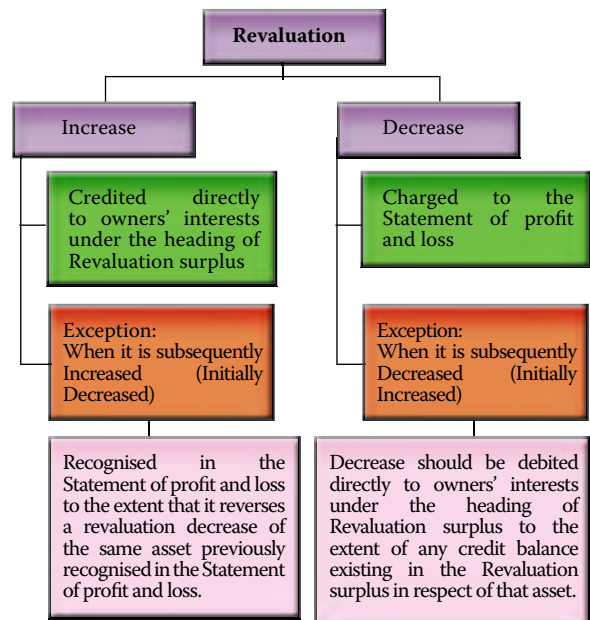 Revaluation
Increase
Decrease
Credited directly
to owners' interests
under the heading of
Revaluation surplus
Charged to the
Statement of profit
and loss
Exception:
When it is subsequently
Increased (Initially
Decreased)
Exception:
When it is subsequently
Decreased (Initially
Increased)
Recognised in the
Statement of profit and loss
to the extent that it reverses
a revaluation decrease of
the same asset previously
recognised in the Statement
of profit and loss.
Decrease should be debited
directly to owners' interests
under the heading of
Revaluation surplus to the
extent of any credit balance
existing in the Revaluation
surplus in respect of that asset.